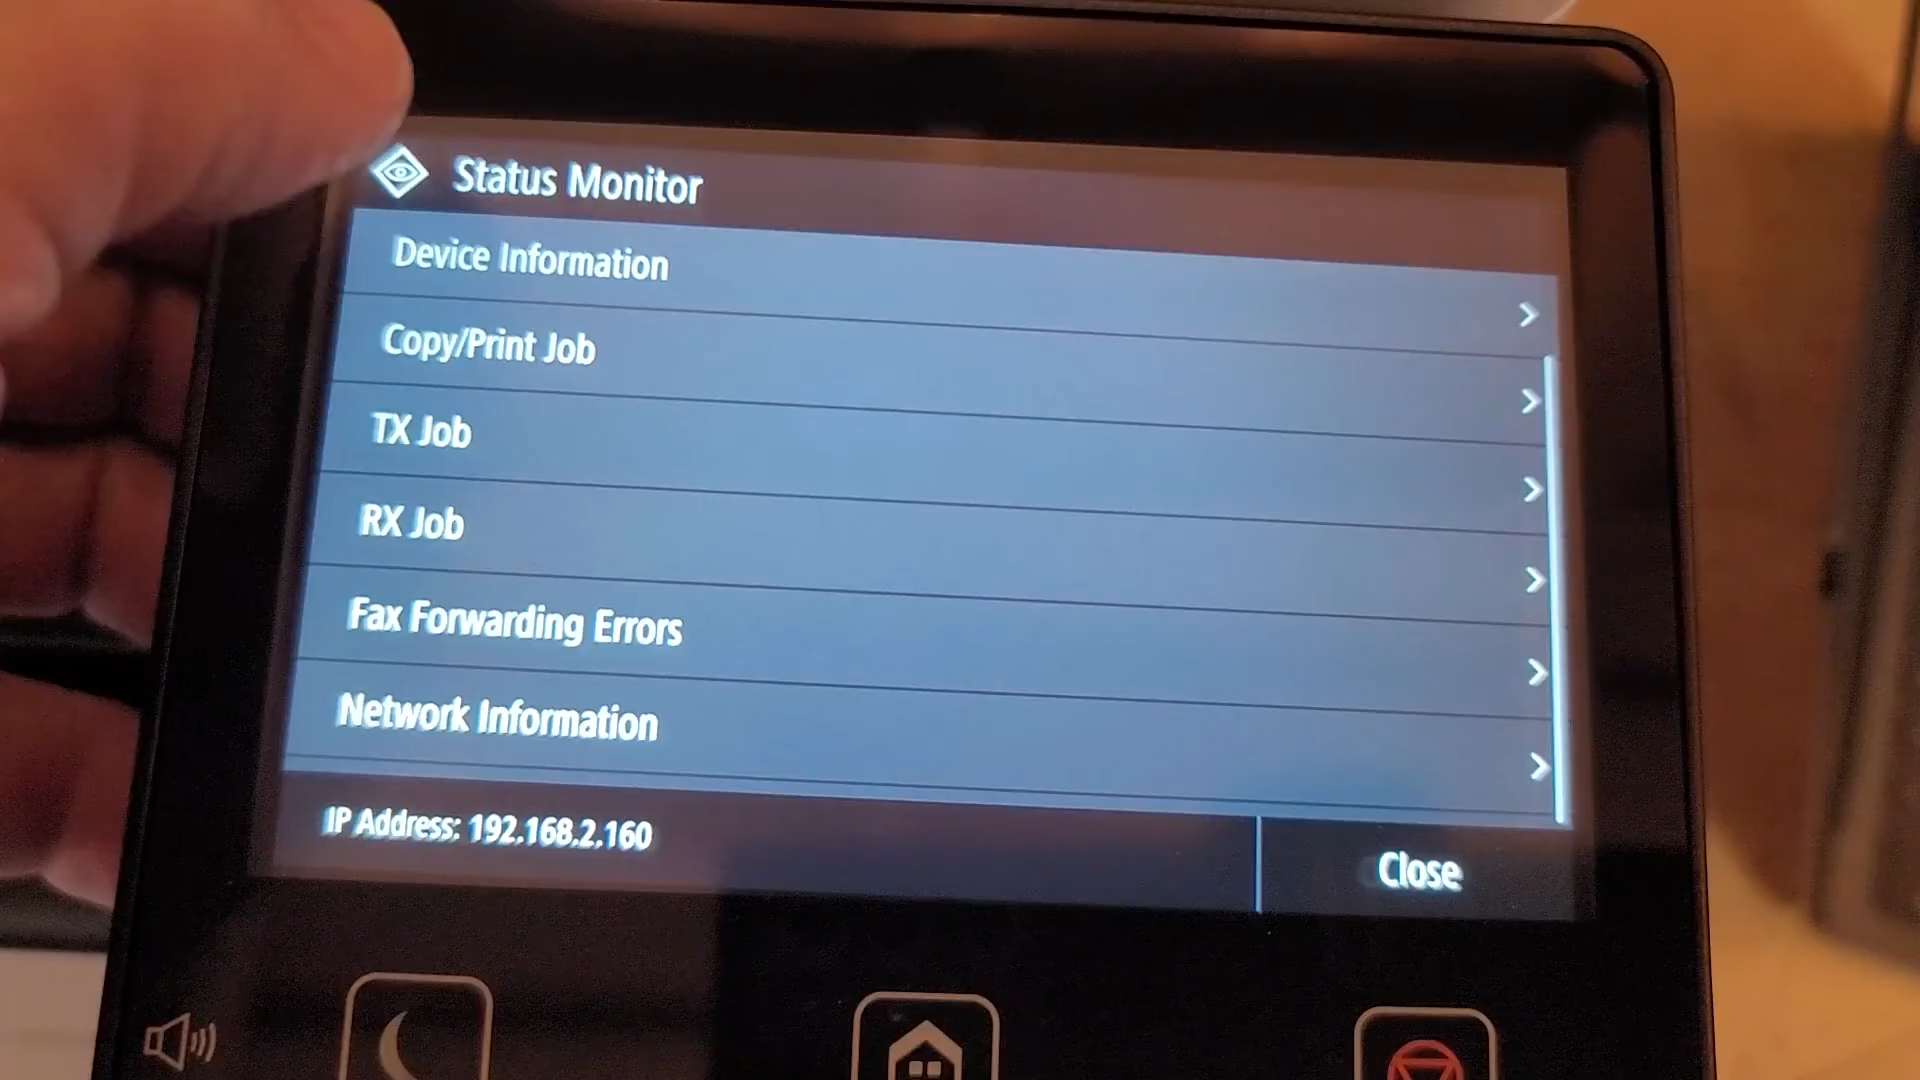 Status Monitor
Device Information
Copy/Print Job
TX Job
RX Job
Fax Forwarding Errors
Network Information
IP Address: 192.168.2.160
Close